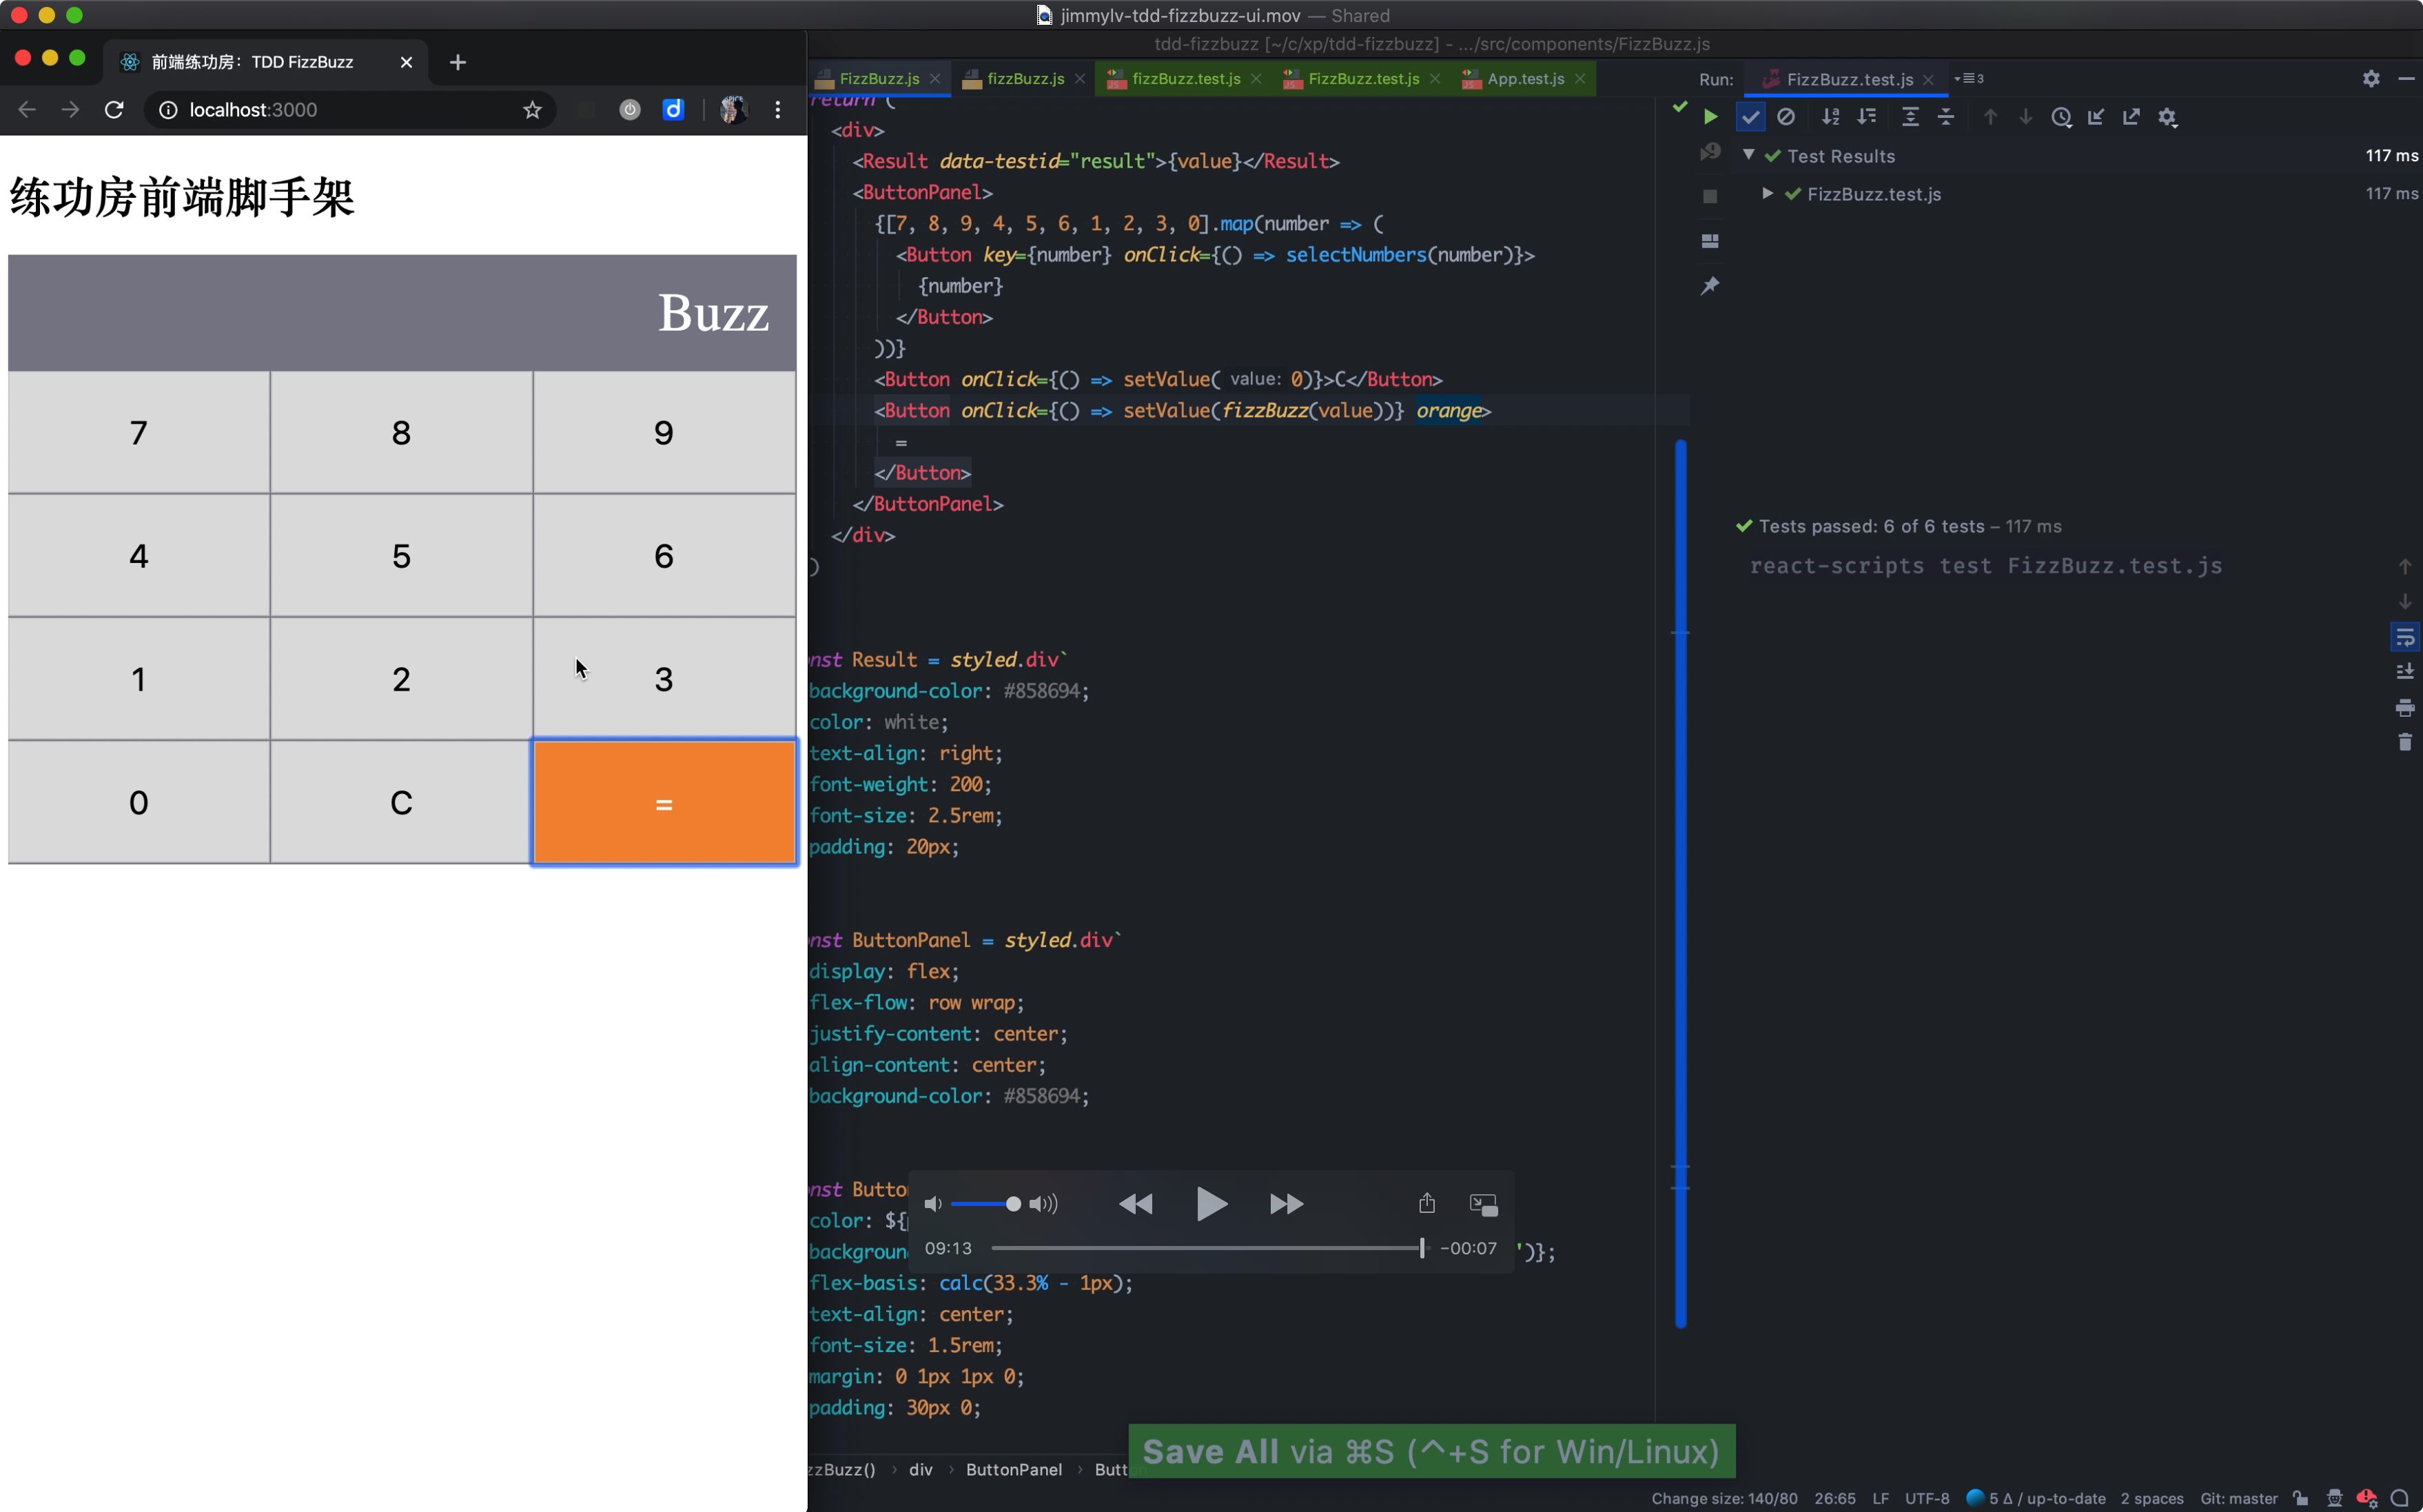 jimmylv-tdd-fizzbuzz-ui.mov — Shared
前端练功房：TDD FizzBuzz
localhost:3000
练功房前端脚手架
Buzz
7 8 9
4 5 6
1 2 3
0 C =
tdd-fizzbuzz [~/c/xp/tdd-fizzbuzz] - .../src/components/FizzBuzz.js
FizzBuzz.js fizzBuzz.js fizzBuzz.test.js FizzBuzz.test.js App.test.js
return (
<div>
<Result data-testid="result">{value}</Result>
<ButtonPanel>
{[7, 8, 9, 4, 5, 6, 1, 2, 3, 0].map(number => (
<Button key={number} onClick={() => selectNumbers(number)}>
{number}
</Button>
))}
<Button onClick={() => setValue( value: 0)}>C</Button>
<Button onClick={() => setValue(fizzBuzz(value))} orange>
=
</Button>
</ButtonPanel>
</div>
)
nst Result = styled.div`
background-color: #858694;
color: white;
text-align: right;
font-weight: 200;
font-size: 2.5rem;
padding: 20px;
nst ButtonPanel = styled.div`
display: flex;
flex-flow: row wrap;
justify-content: center;
align-content: center;
background-color: #858694;
nst Butto
color: ${
backgroun ')};
flex-basis: calc(33.3% - 1px);
text-align: center;
font-size: 1.5rem;
margin: 0 1px 1px 0;
padding: 30px 0;
09:13 -00:07
Save All via ⌘S (^+S for Win/Linux)
zzBuzz() › div › ButtonPanel › Butt
Run: FizzBuzz.test.js 3
Test Results 117 ms
FizzBuzz.test.js 117 ms
Tests passed: 6 of 6 tests – 117 ms
react-scripts test FizzBuzz.test.js
Change size: 140/80 26:65 LF UTF-8 5 Δ / up-to-date 2 spaces Git: master